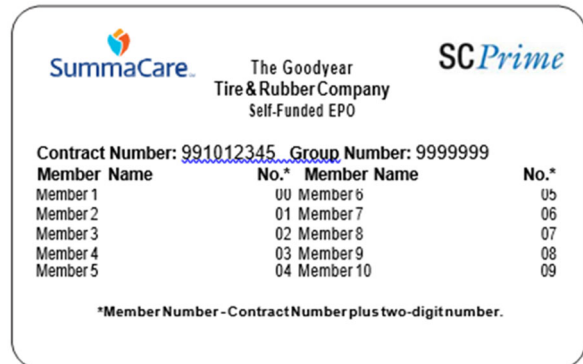 SummaCare
The Goodyear
Tire & Rubber Company
Self-Funded EPO
SCPrime
Contract Number: 991012345 Group Number: 9999999
Member Name No.* Member Name No.*
Member 1 00 Member 6 05
Member 2 01 Member 7 06
Member 3 02 Member 8 07
Member 4 03 Member 9 08
Member 5 04 Member 10 09
*Member Number - Contract Number plus two-digit number.